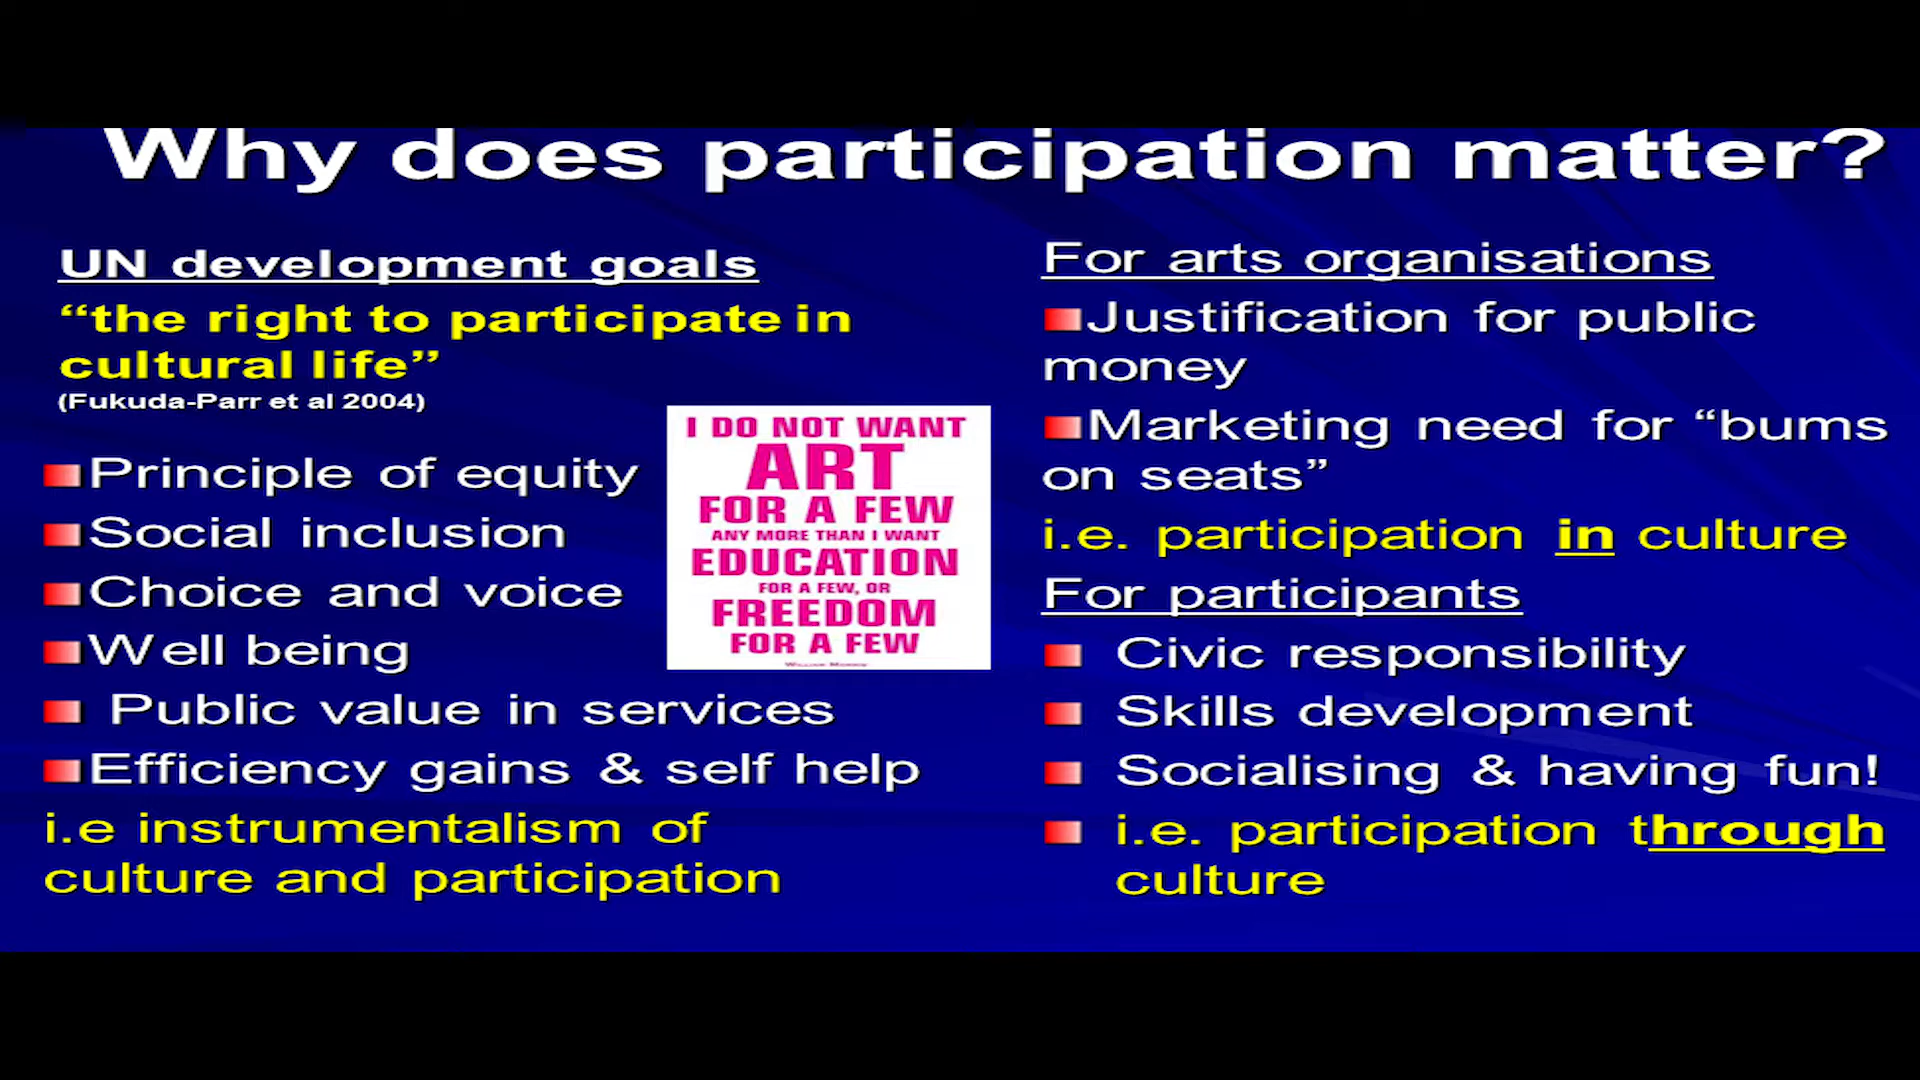 Why does participation matter?
UN development goals
“the right to participate in
cultural life”
(Fukuda-Parr et al 2004)
Principle of equity
Social inclusion
Choice and voice
Well being
Public value in services
Efficiency gains & self help
i.e instrumentalism of
culture and participation
I DO NOT WANT
ART
FOR A FEW
ANY MORE THAN I WANT
EDUCATION
FOR A FEW, OR
FREEDOM
FOR A FEW
WILLIAM MORRIS
For arts organisations
Justification for public
money
Marketing need for “bums
on seats”
i.e. participation in culture
For participants
Civic responsibility
Skills development
Socialising & having fun!
i.e. participation through
culture